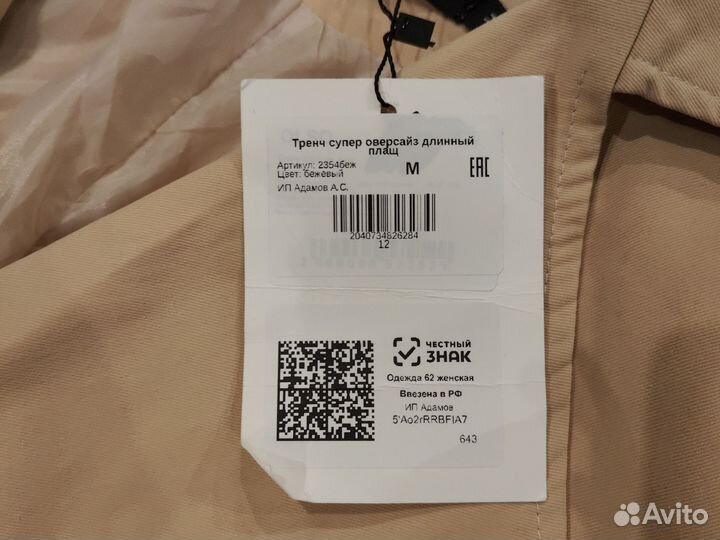 Тренч супер оверсайз длинный
плащ
Артикул: 2354беж
Цвет: бежевый
ИП Адамов А.С.
M
EAC
2040734826284
12
ЧЕСТНЫЙ
ЗНАК
Одежда 62 женская
Ввезена в РФ
ИП Адамов
5'Ao2rRRBFIA7
643
Avito